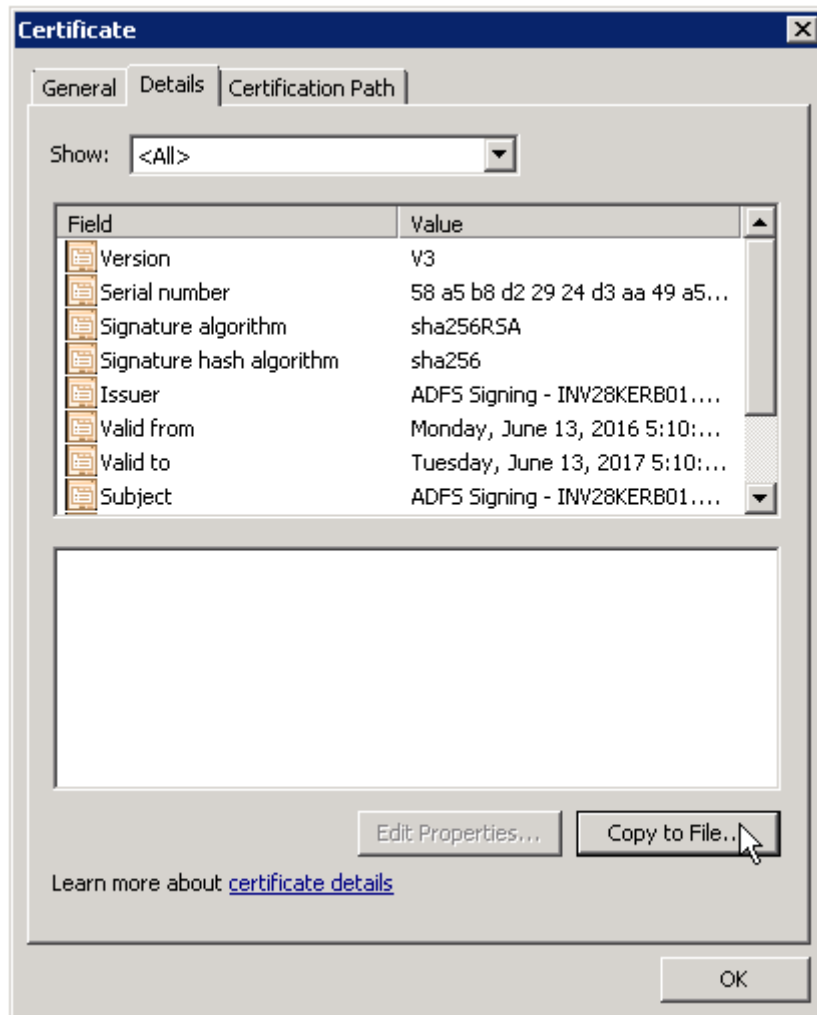 Certificate
General Details Certification Path
Show: <All>
Field Value
Version V3
Serial number 58 a5 b8 d2 29 24 d3 aa 49 a5...
Signature algorithm sha256RSA
Signature hash algorithm sha256
Issuer ADFS Signing - INV28KERB01....
Valid from Monday, June 13, 2016 5:10:...
Valid to Tuesday, June 13, 2017 5:10:...
Subject ADFS Signing - INV28KERB01....
Edit Properties... Copy to File...
Learn more about certificate details
OK